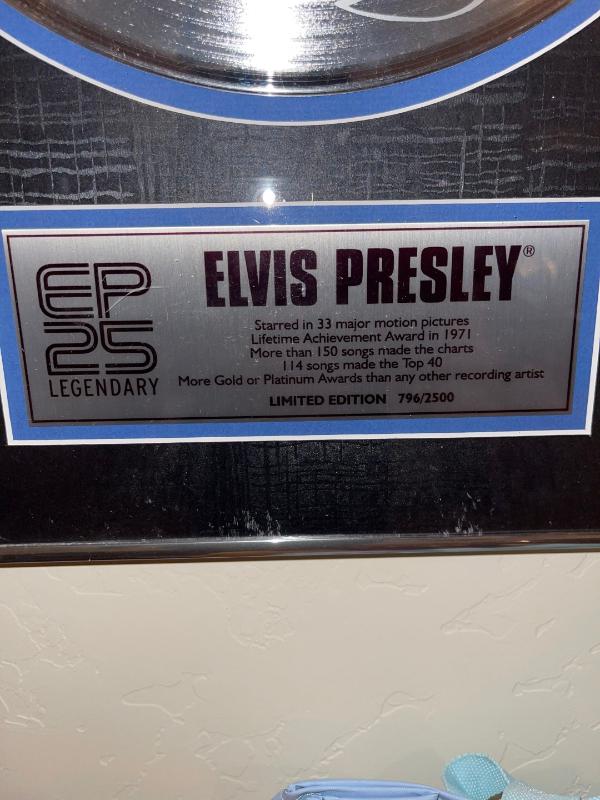 EP
25
LEGENDARY
ELVIS PRESLEY®
Starred in 33 major motion pictures
Lifetime Achievement Award in 1971
More than 150 songs made the charts
114 songs made the Top 40
More Gold or Platinum Awards than any other recording artist
LIMITED EDITION 796/2500